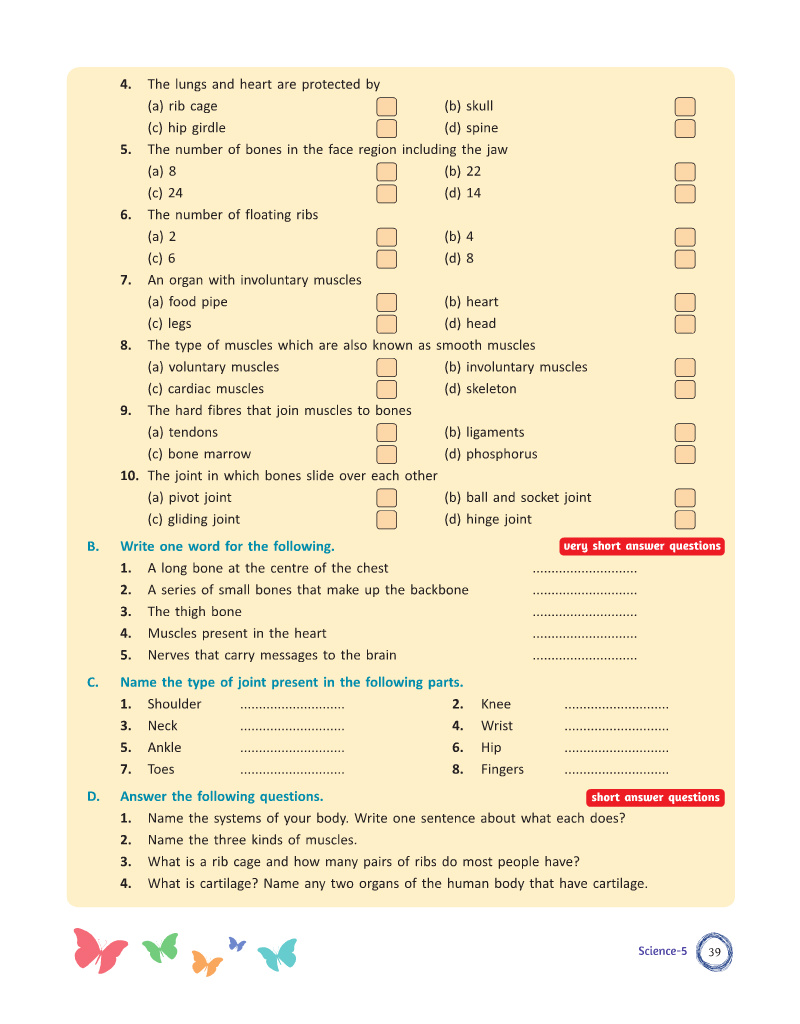 4. The lungs and heart are protected by
(a) rib cage (b) skull
(c) hip girdle (d) spine
5. The number of bones in the face region including the jaw
(a) 8 (b) 22
(c) 24 (d) 14
6. The number of floating ribs
(a) 2 (b) 4
(c) 6 (d) 8
7. An organ with involuntary muscles
(a) food pipe (b) heart
(c) legs (d) head
8. The type of muscles which are also known as smooth muscles
(a) voluntary muscles (b) involuntary muscles
(c) cardiac muscles (d) skeleton
9. The hard fibres that join muscles to bones
(a) tendons (b) ligaments
(c) bone marrow (d) phosphorus
10. The joint in which bones slide over each other
(a) pivot joint (b) ball and socket joint
(c) gliding joint (d) hinge joint
B. Write one word for the following. very short answer questions
1. A long bone at the centre of the chest ............................
2. A series of small bones that make up the backbone ............................
3. The thigh bone ............................
4. Muscles present in the heart ............................
5. Nerves that carry messages to the brain ............................
C. Name the type of joint present in the following parts.
1. Shoulder ............................ 2. Knee ............................
3. Neck ............................ 4. Wrist ............................
5. Ankle ............................ 6. Hip ............................
7. Toes ............................ 8. Fingers ............................
D. Answer the following questions. short answer questions
1. Name the systems of your body. Write one sentence about what each does?
2. Name the three kinds of muscles.
3. What is a rib cage and how many pairs of ribs do most people have?
4. What is cartilage? Name any two organs of the human body that have cartilage.
Science-5 39